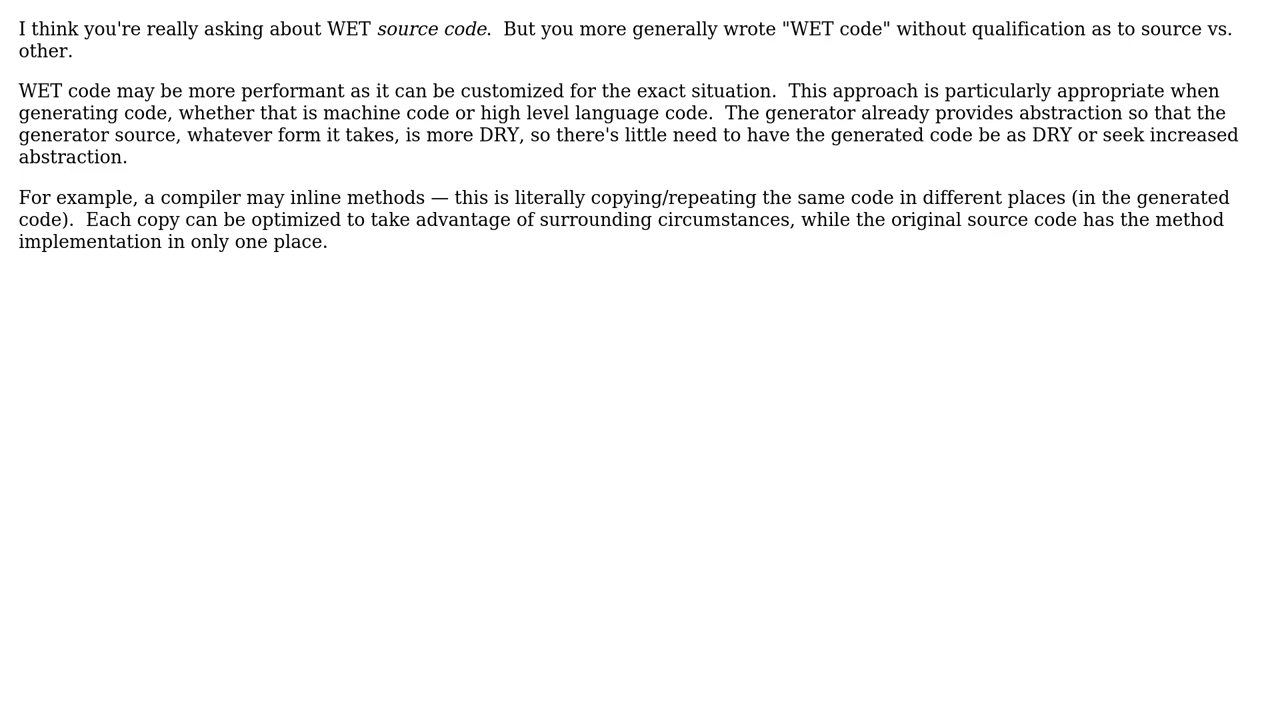 I think you're really asking about WET source code.  But you more generally wrote "WET code" without qualification as to source vs.
other.
WET code may be more performant as it can be customized for the exact situation.  This approach is particularly appropriate when
generating code, whether that is machine code or high level language code.  The generator already provides abstraction so that the
generator source, whatever form it takes, is more DRY, so there's little need to have the generated code be as DRY or seek increased
abstraction.
For example, a compiler may inline methods — this is literally copying/repeating the same code in different places (in the generated
code).  Each copy can be optimized to take advantage of surrounding circumstances, while the original source code has the method
implementation in only one place.